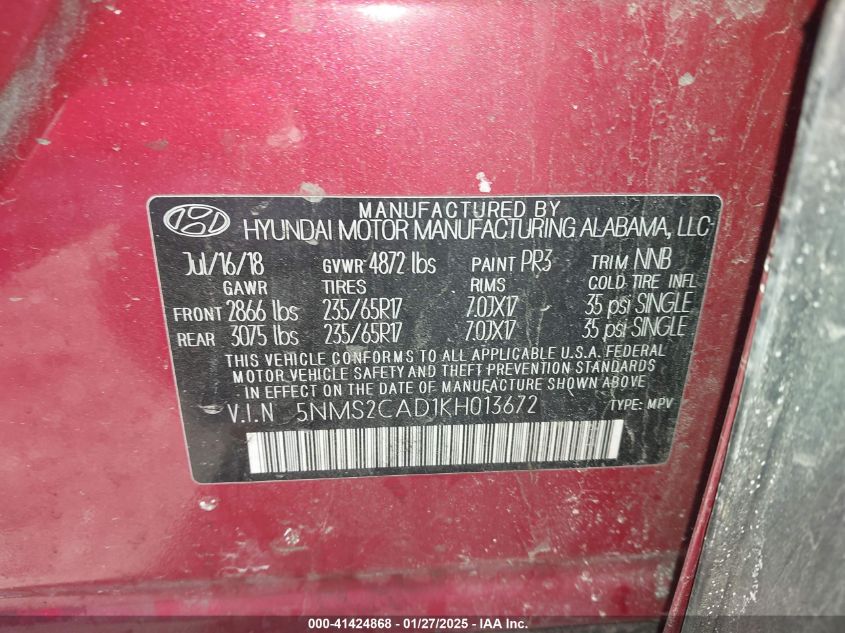 MANUFACTURED BY
HYUNDAI MOTOR MANUFACTURING ALABAMA, LLC
Jul/16/18 GVWR 4872 lbs PAINT PR3 TRIM NNB
GAWR TIRES RIMS COLD TIRE INFL
FRONT 2866 lbs 235/65R17 7.0JX17 35 psi SINGLE
REAR 3075 lbs 235/65R17 7.0JX17 35 psi SINGLE
THIS VEHICLE CONFORMS TO ALL APPLICABLE U.S.A. FEDERAL
MOTOR VEHICLE SAFETY AND THEFT PREVENTION STANDARDS
IN EFFECT ON THE DATE OF MANUFACTURE SHOWN ABOVE
V.I.N 5NMS2CAD1KH013672 TYPE: MPV
000-41424868 - 01/27/2025 - IAA Inc.